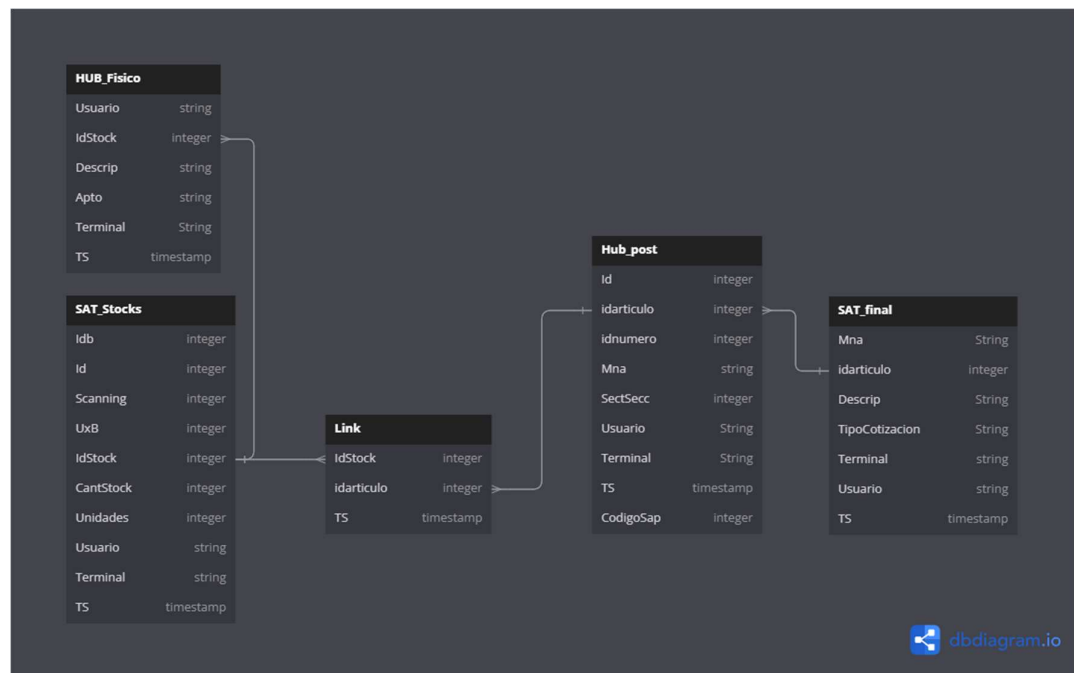 HUB_Fisico
Usuario string
IdStock integer
Descrip string
Apto string
Terminal String
TS timestamp
SAT_Stocks
Idb integer
Id integer
Scanning integer
UxB integer
IdStock integer
CantStock integer
Unidades integer
Usuario string
Terminal string
TS timestamp
Link
IdStock integer
idarticulo integer
TS timestamp
Hub_post
Id integer
idarticulo integer
idnumero integer
Mna string
SectSecc integer
Usuario String
Terminal String
TS timestamp
CodigoSap integer
SAT_final
Mna String
idarticulo integer
Descrip String
TipoCotizacion String
Terminal string
Usuario string
TS timestamp
dbdiagram.io